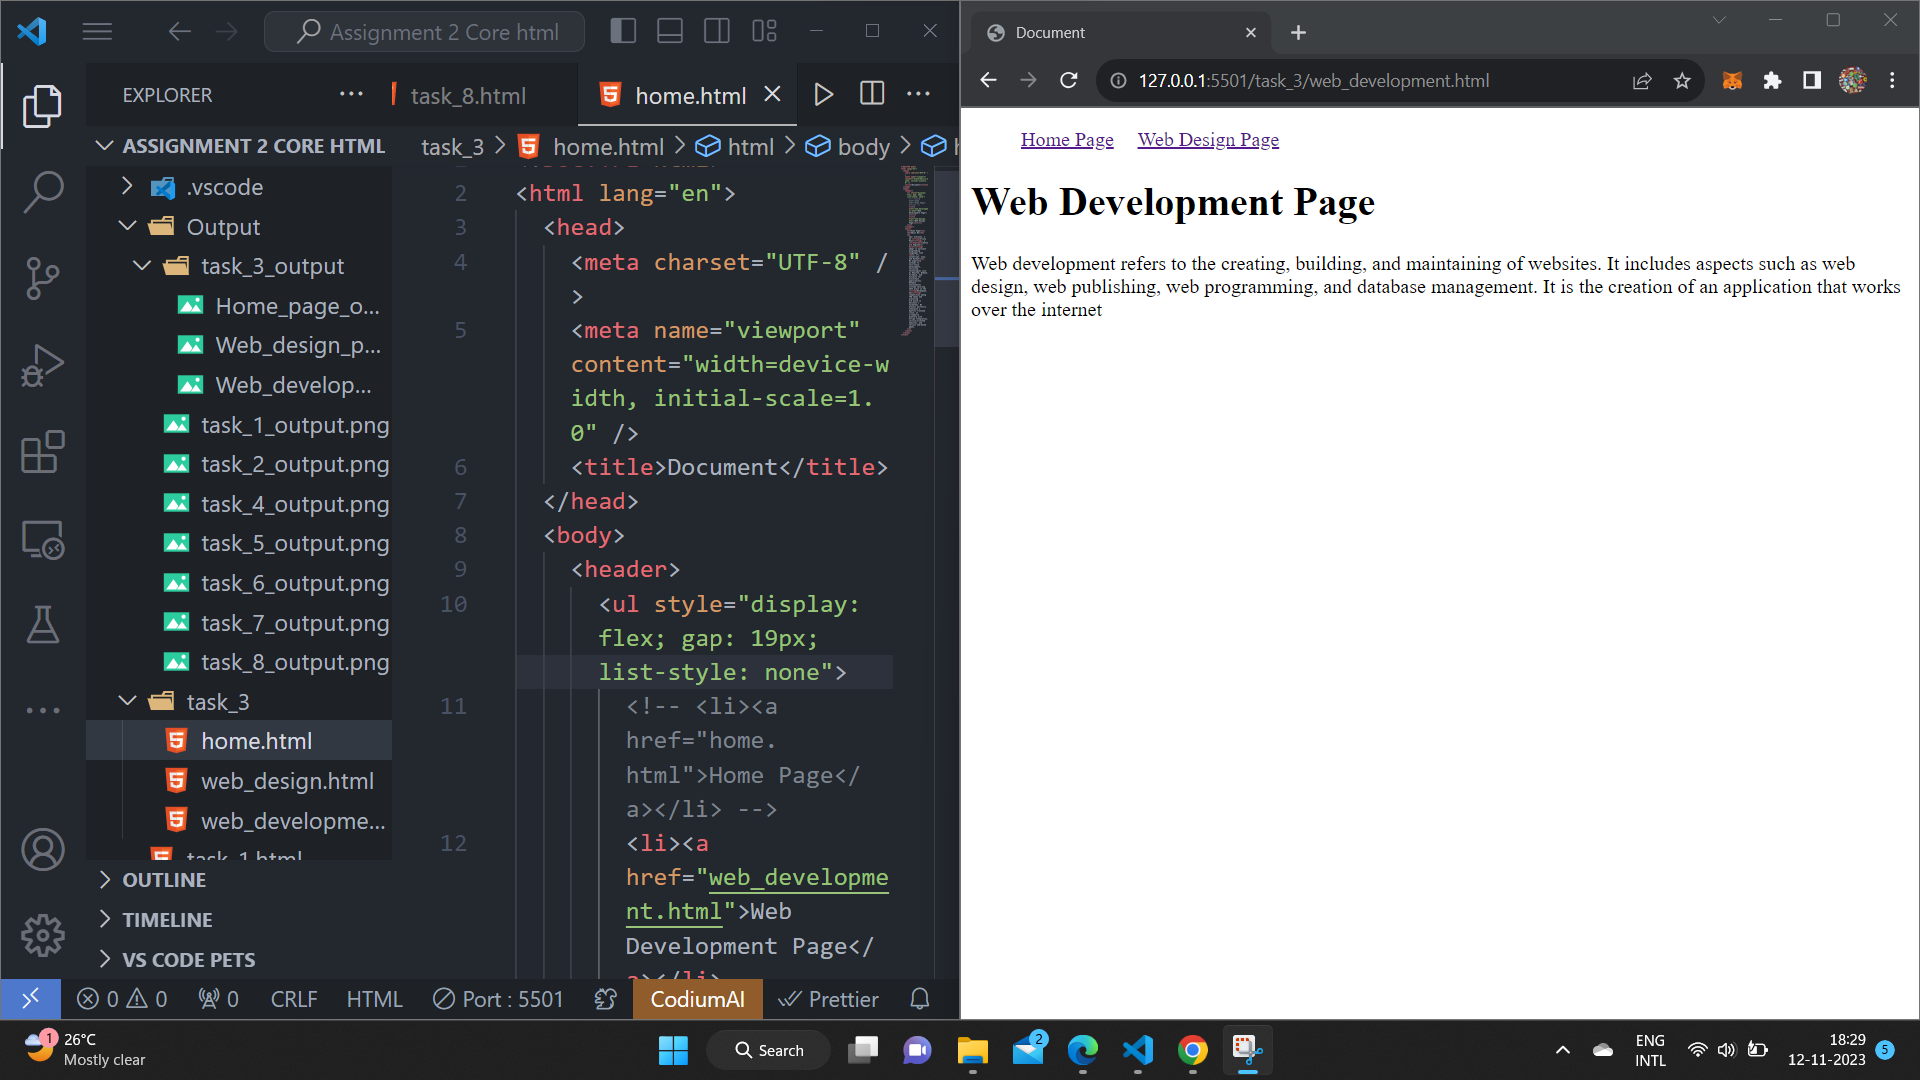 Assignment 2 Core html
EXPLORER
task_8.html
home.html
ASSIGNMENT 2 CORE HTML
.vscode
Output
task_3_output
Home_page_o...
Web_design_p...
Web_develop...
task_1_output.png
task_2_output.png
task_4_output.png
task_5_output.png
task_6_output.png
task_7_output.png
task_8_output.png
task_3
home.html
web_design.html
web_developme...
task_1.html
OUTLINE
TIMELINE
VS CODE PETS
task_3 > home.html > html > body >
2 <html lang="en">
3 <head>
4 <meta charset="UTF-8" /
>
5 <meta name="viewport"
content="width=device-w
idth, initial-scale=1.
0" />
6 <title>Document</title>
7 </head>
8 <body>
9 <header>
10 <ul style="display:
flex; gap: 19px;
list-style: none">
11 <!-- <li><a
href="home.
html">Home Page</
a></li> -->
12 <li><a
href="web_developme
nt.html">Web
Development Page</
a></li>
0 0 0 CRLF HTML Port : 5501 CodiumAI Prettier
Document
127.0.0.1:5501/task_3/web_development.html
Home Page Web Design Page
Web Development Page
Web development refers to the creating, building, and maintaining of websites. It includes aspects such as web
design, web publishing, web programming, and database management. It is the creation of an application that works
over the internet
1
26°C
Mostly clear
Search
2
ENG
INTL
18:29
12-11-2023
5